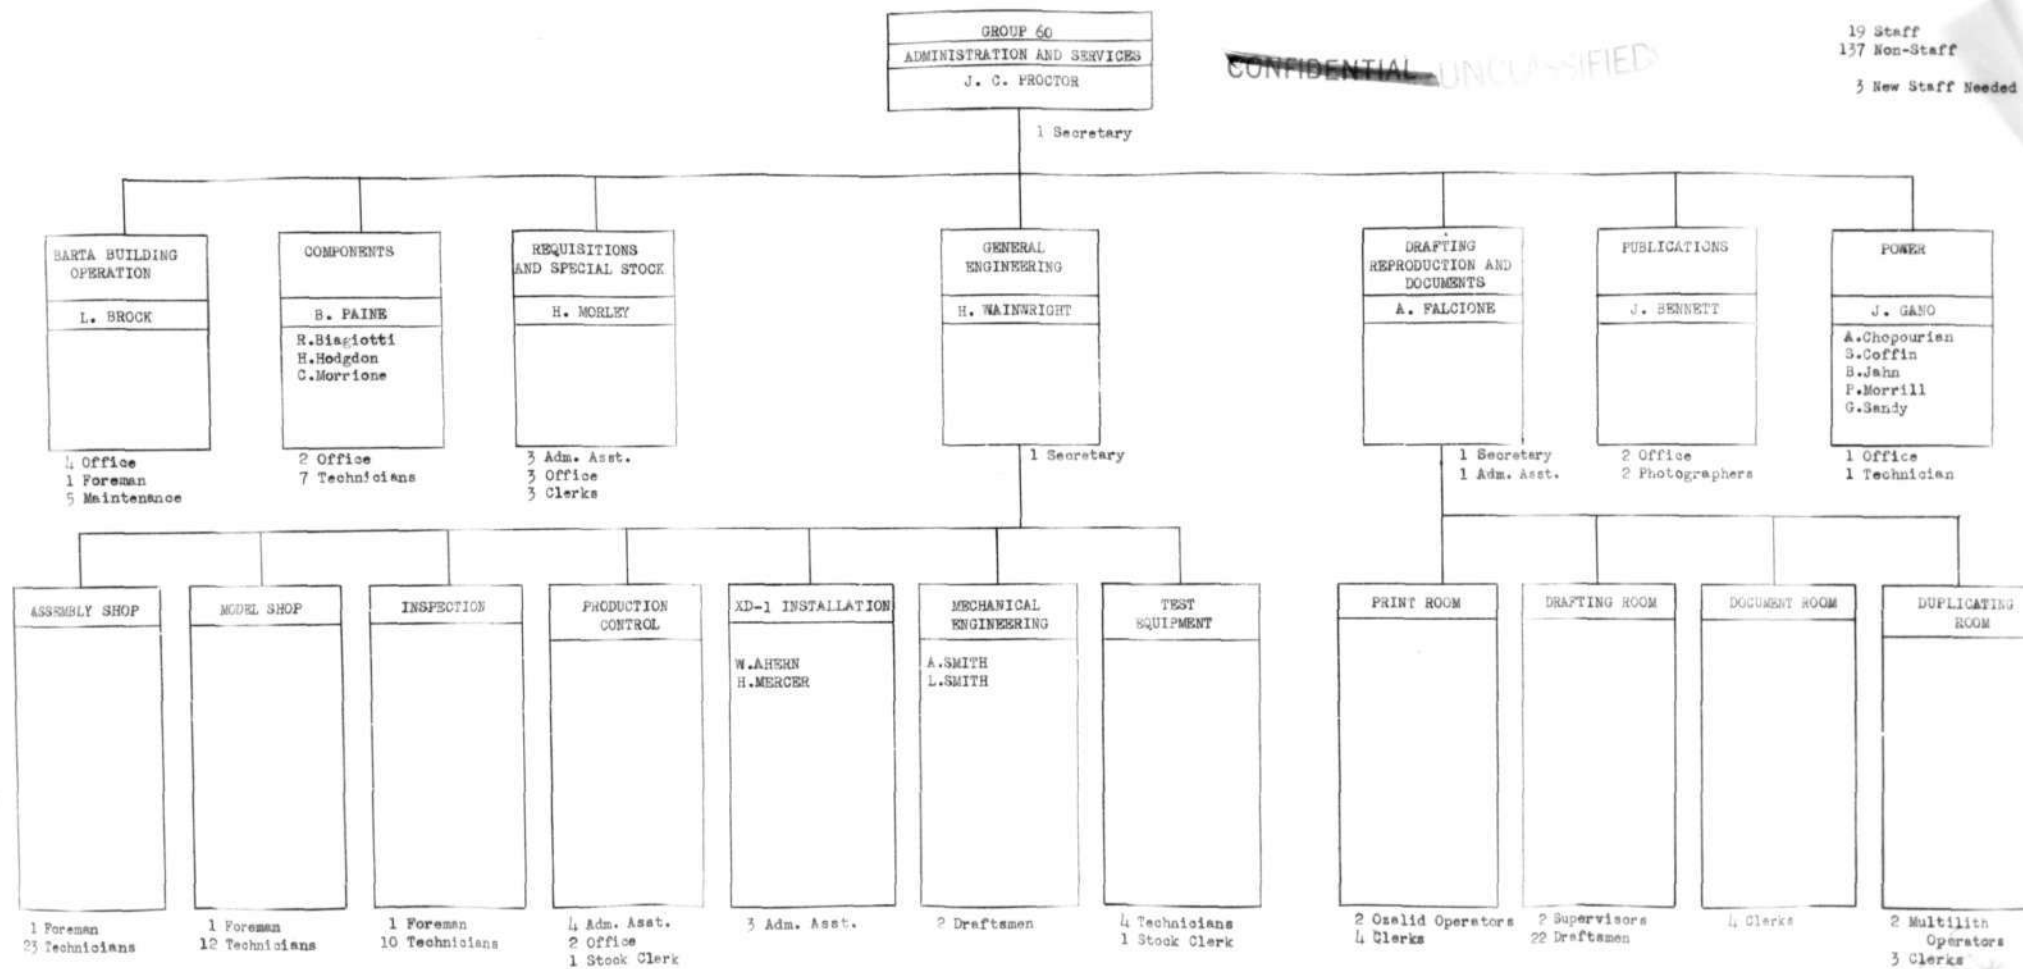 GROUP 60
ADMINISTRATION AND SERVICES
J. C. PROCTOR
CONFIDENTIAL UNCLASSIFIED
19 Staff
137 Non-Staff
3 New Staff Needed
1 Secretary
BARTA BUILDING
OPERATION
L. BROCK
4 Office
1 Foreman
5 Maintenance
COMPONENTS
B. PAINE
R.Biagiotti
H.Hodgdon
C.Morrione
2 Office
7 Technicians
REQUISITIONS
AND SPECIAL STOCK
H. MORLEY
3 Adm. Asst.
3 Office
3 Clerks
GENERAL
ENGINEERING
H. WAINWRIGHT
1 Secretary
DRAFTING
REPRODUCTION AND
DOCUMENTS
A. FALCIONE
1 Secretary
1 Adm. Asst.
PUBLICATIONS
J. BENNETT
2 Office
2 Photographers
POWER
J. GANO
A.Chopourian
S.Coffin
B.Jahn
P.Morrill
G.Sandy
1 Office
1 Technician
ASSEMBLY SHOP
1 Foreman
23 Technicians
MODEL SHOP
1 Foreman
12 Technicians
INSPECTION
1 Foreman
10 Technicians
PRODUCTION
CONTROL
4 Adm. Asst.
2 Office
1 Stock Clerk
XD-1 INSTALLATION
W.AHERN
H.MERCER
3 Adm. Asst.
MECHANICAL
ENGINEERING
A.SMITH
L.SMITH
2 Draftsmen
TEST
EQUIPMENT
4 Technicians
1 Stock Clerk
PRINT ROOM
2 Ozalid Operators
4 Clerks
DRAFTING ROOM
2 Supervisors
22 Draftsmen
DOCUMENT ROOM
4 Clerks
DUPLICATING
ROOM
2 Multilith
Operators
3 Clerks